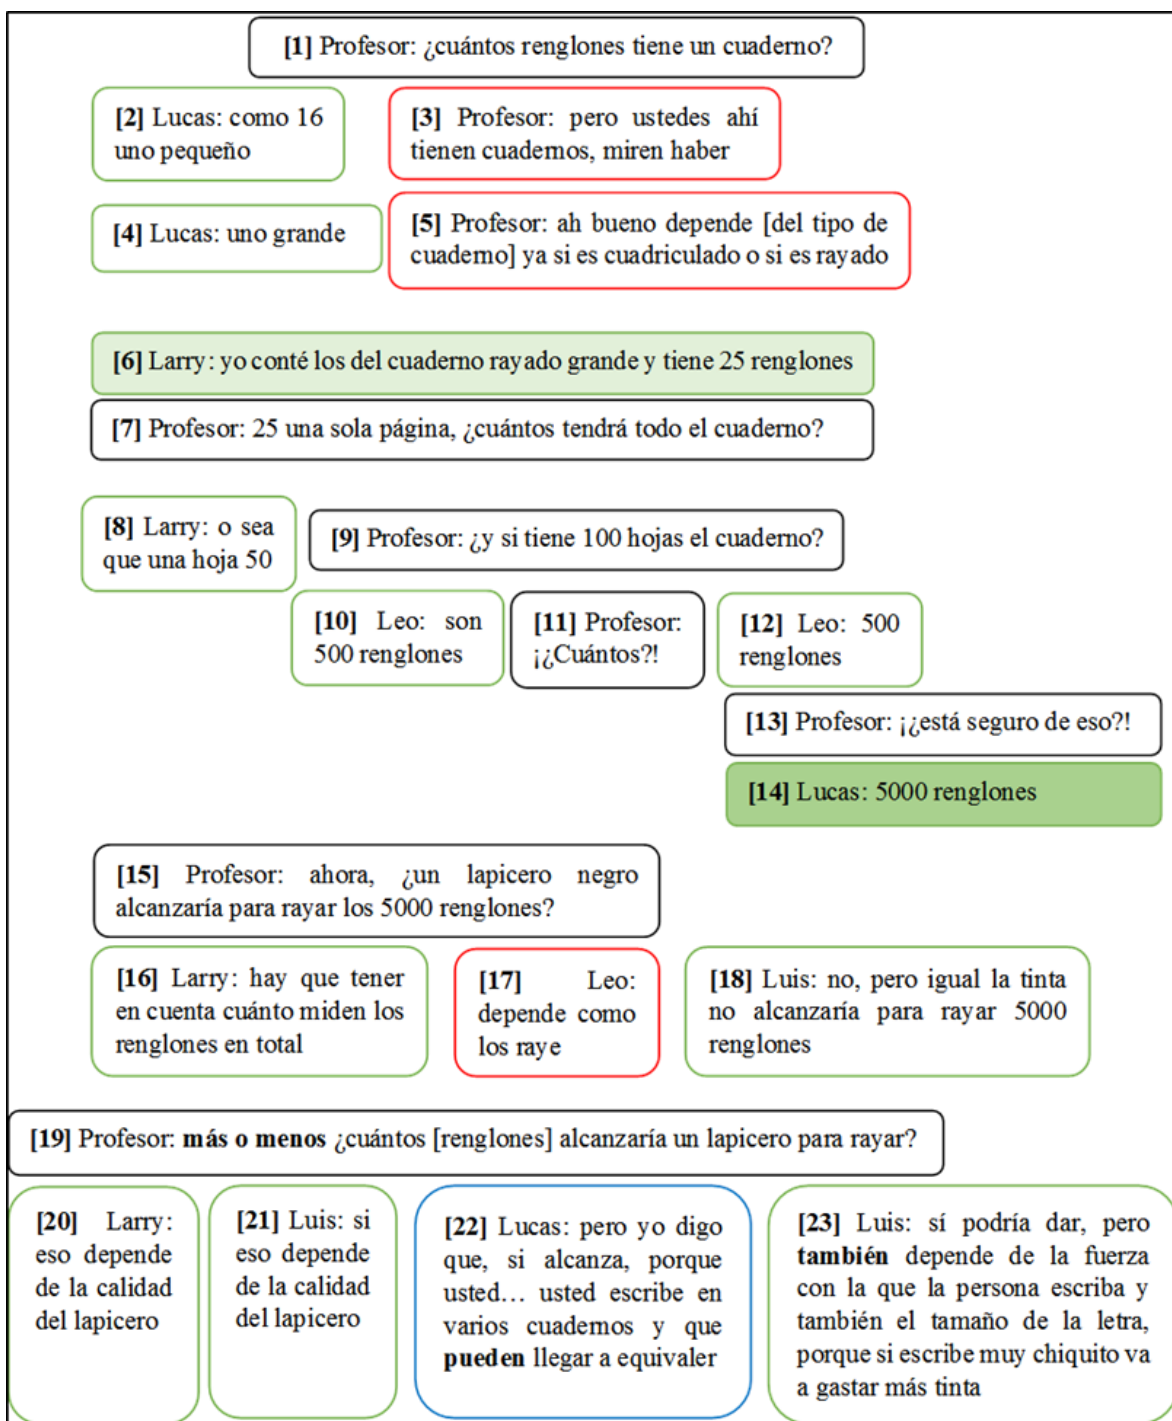 [1] Profesor: ¿cuántos renglones tiene un cuaderno?
[2] Lucas: como 16
uno pequeño
[3] Profesor: pero ustedes ahí
tienen cuadernos, miren haber
[4] Lucas: uno grande
[5] Profesor: ah bueno depende [del tipo de
cuaderno] ya si es cuadriculado o si es rayado
[6] Larry: yo conté los del cuaderno rayado grande y tiene 25 renglones
[7] Profesor: 25 una sola página, ¿cuántos tendrá todo el cuaderno?
[8] Larry: o sea
que una hoja 50
[9] Profesor: ¿y si tiene 100 hojas el cuaderno?
[10] Leo: son
500 renglones
[11] Profesor:
¡¿Cuántos?!
[12] Leo: 500
renglones
[13] Profesor: ¡¿está seguro de eso?!
[14] Lucas: 5000 renglones
[15] Profesor: ahora, ¿un lapicero negro
alcanzaría para rayar los 5000 renglones?
[16] Larry: hay que tener
en cuenta cuánto miden los
renglones en total
[17] Leo:
depende como
los raye
[18] Luis: no, pero igual la tinta
no alcanzaría para rayar 5000
renglones
[19] Profesor: más o menos ¿cuántos [renglones] alcanzaría un lapicero para rayar?
[20] Larry:
eso depende
de la calidad
del lapicero
[21] Luis: si
eso depende
de la calidad
del lapicero
[22] Lucas: pero yo digo
que, si alcanza, porque
usted… usted escribe en
varios cuadernos y que
pueden llegar a equivaler
[23] Luis: sí podría dar, pero
también depende de la fuerza
con la que la persona escriba y
también el tamaño de la letra,
porque si escribe muy chiquito va
a gastar más tinta